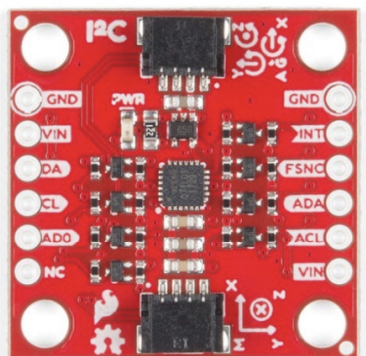 I²C
Z
X
Y
A&G
GND
PWR
GND
VIN
INT
DA
FSNC
CL
ADA
AD0
ACL
NC
VIN
X
Z
M
Y